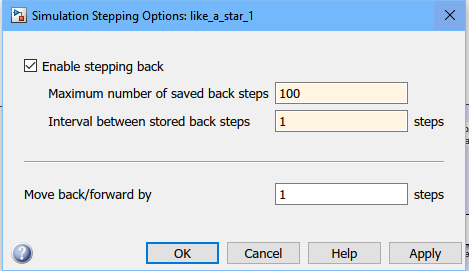 Simulation Stepping Options: like_a_star_1
Enable stepping back
Maximum number of saved back steps 100
Interval between stored back steps 1 steps
Move back/forward by 1 steps
? OK Cancel Help Apply